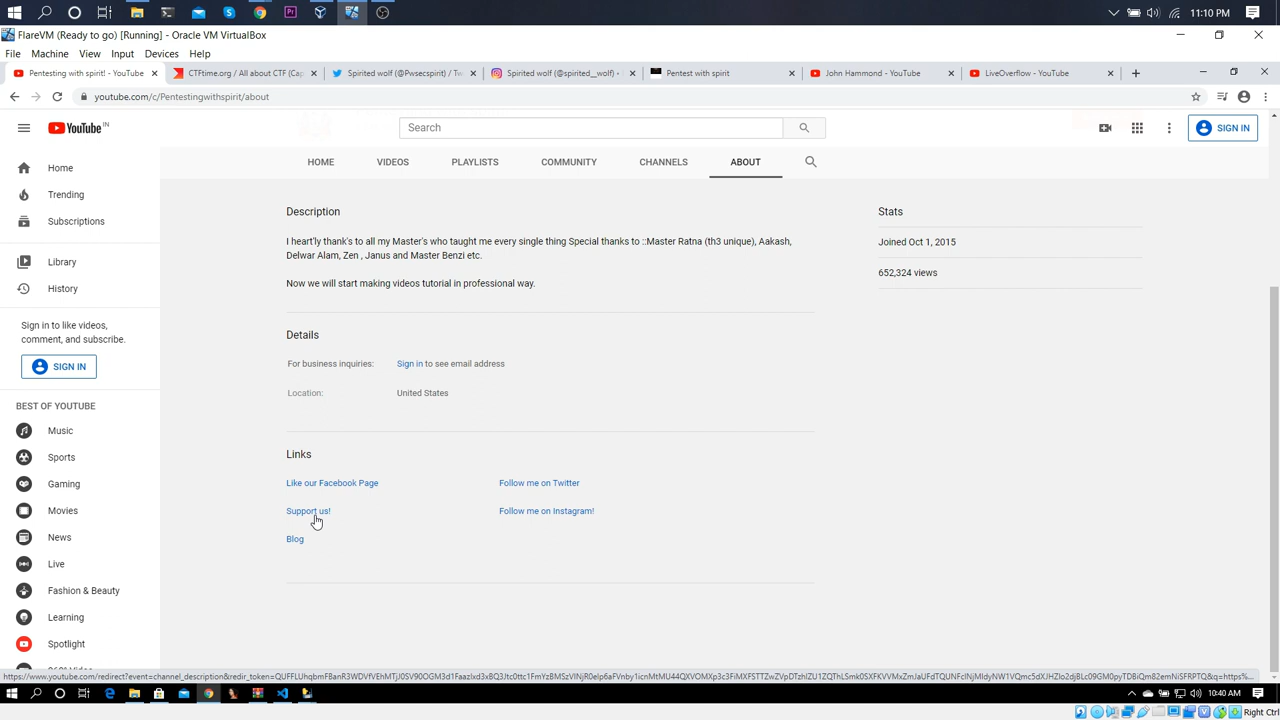 11:10 PM
FlareVM (Ready to go) [Running] - Oracle VM VirtualBox
File Machine View Input Devices Help
Pentesting with spirit! - YouTube
CTFtime.org / All about CTF (Cap
Spirited wolf (@Pwsecspirit) / Tw
Spirited wolf (@spirited__wolf) •
Pentest with spirit
John Hammond - YouTube
LiveOverflow - YouTube
youtube.com/c/Pentestingwithspirit/about
YouTube IN
Search
SIGN IN
HOME VIDEOS PLAYLISTS COMMUNITY CHANNELS ABOUT
Home
Trending
Subscriptions
Library
History
Sign in to like videos,
comment, and subscribe.
SIGN IN
BEST OF YOUTUBE
Music
Sports
Gaming
Movies
News
Live
Fashion & Beauty
Learning
Spotlight
Description
I heart'ly thank's to all my Master's who taught me every single thing Special thanks to ::Master Ratna (th3 unique), Aakash,
Delwar Alam, Zen , Janus and Master Benzi etc.
Now we will start making videos tutorial in professional way.
Details
For business inquiries: Sign in to see email address
Location: United States
Links
Like our Facebook Page Follow me on Twitter
Support us! Follow me on Instagram!
Blog
Stats
Joined Oct 1, 2015
652,324 views
10:40 AM
Right Ctrl